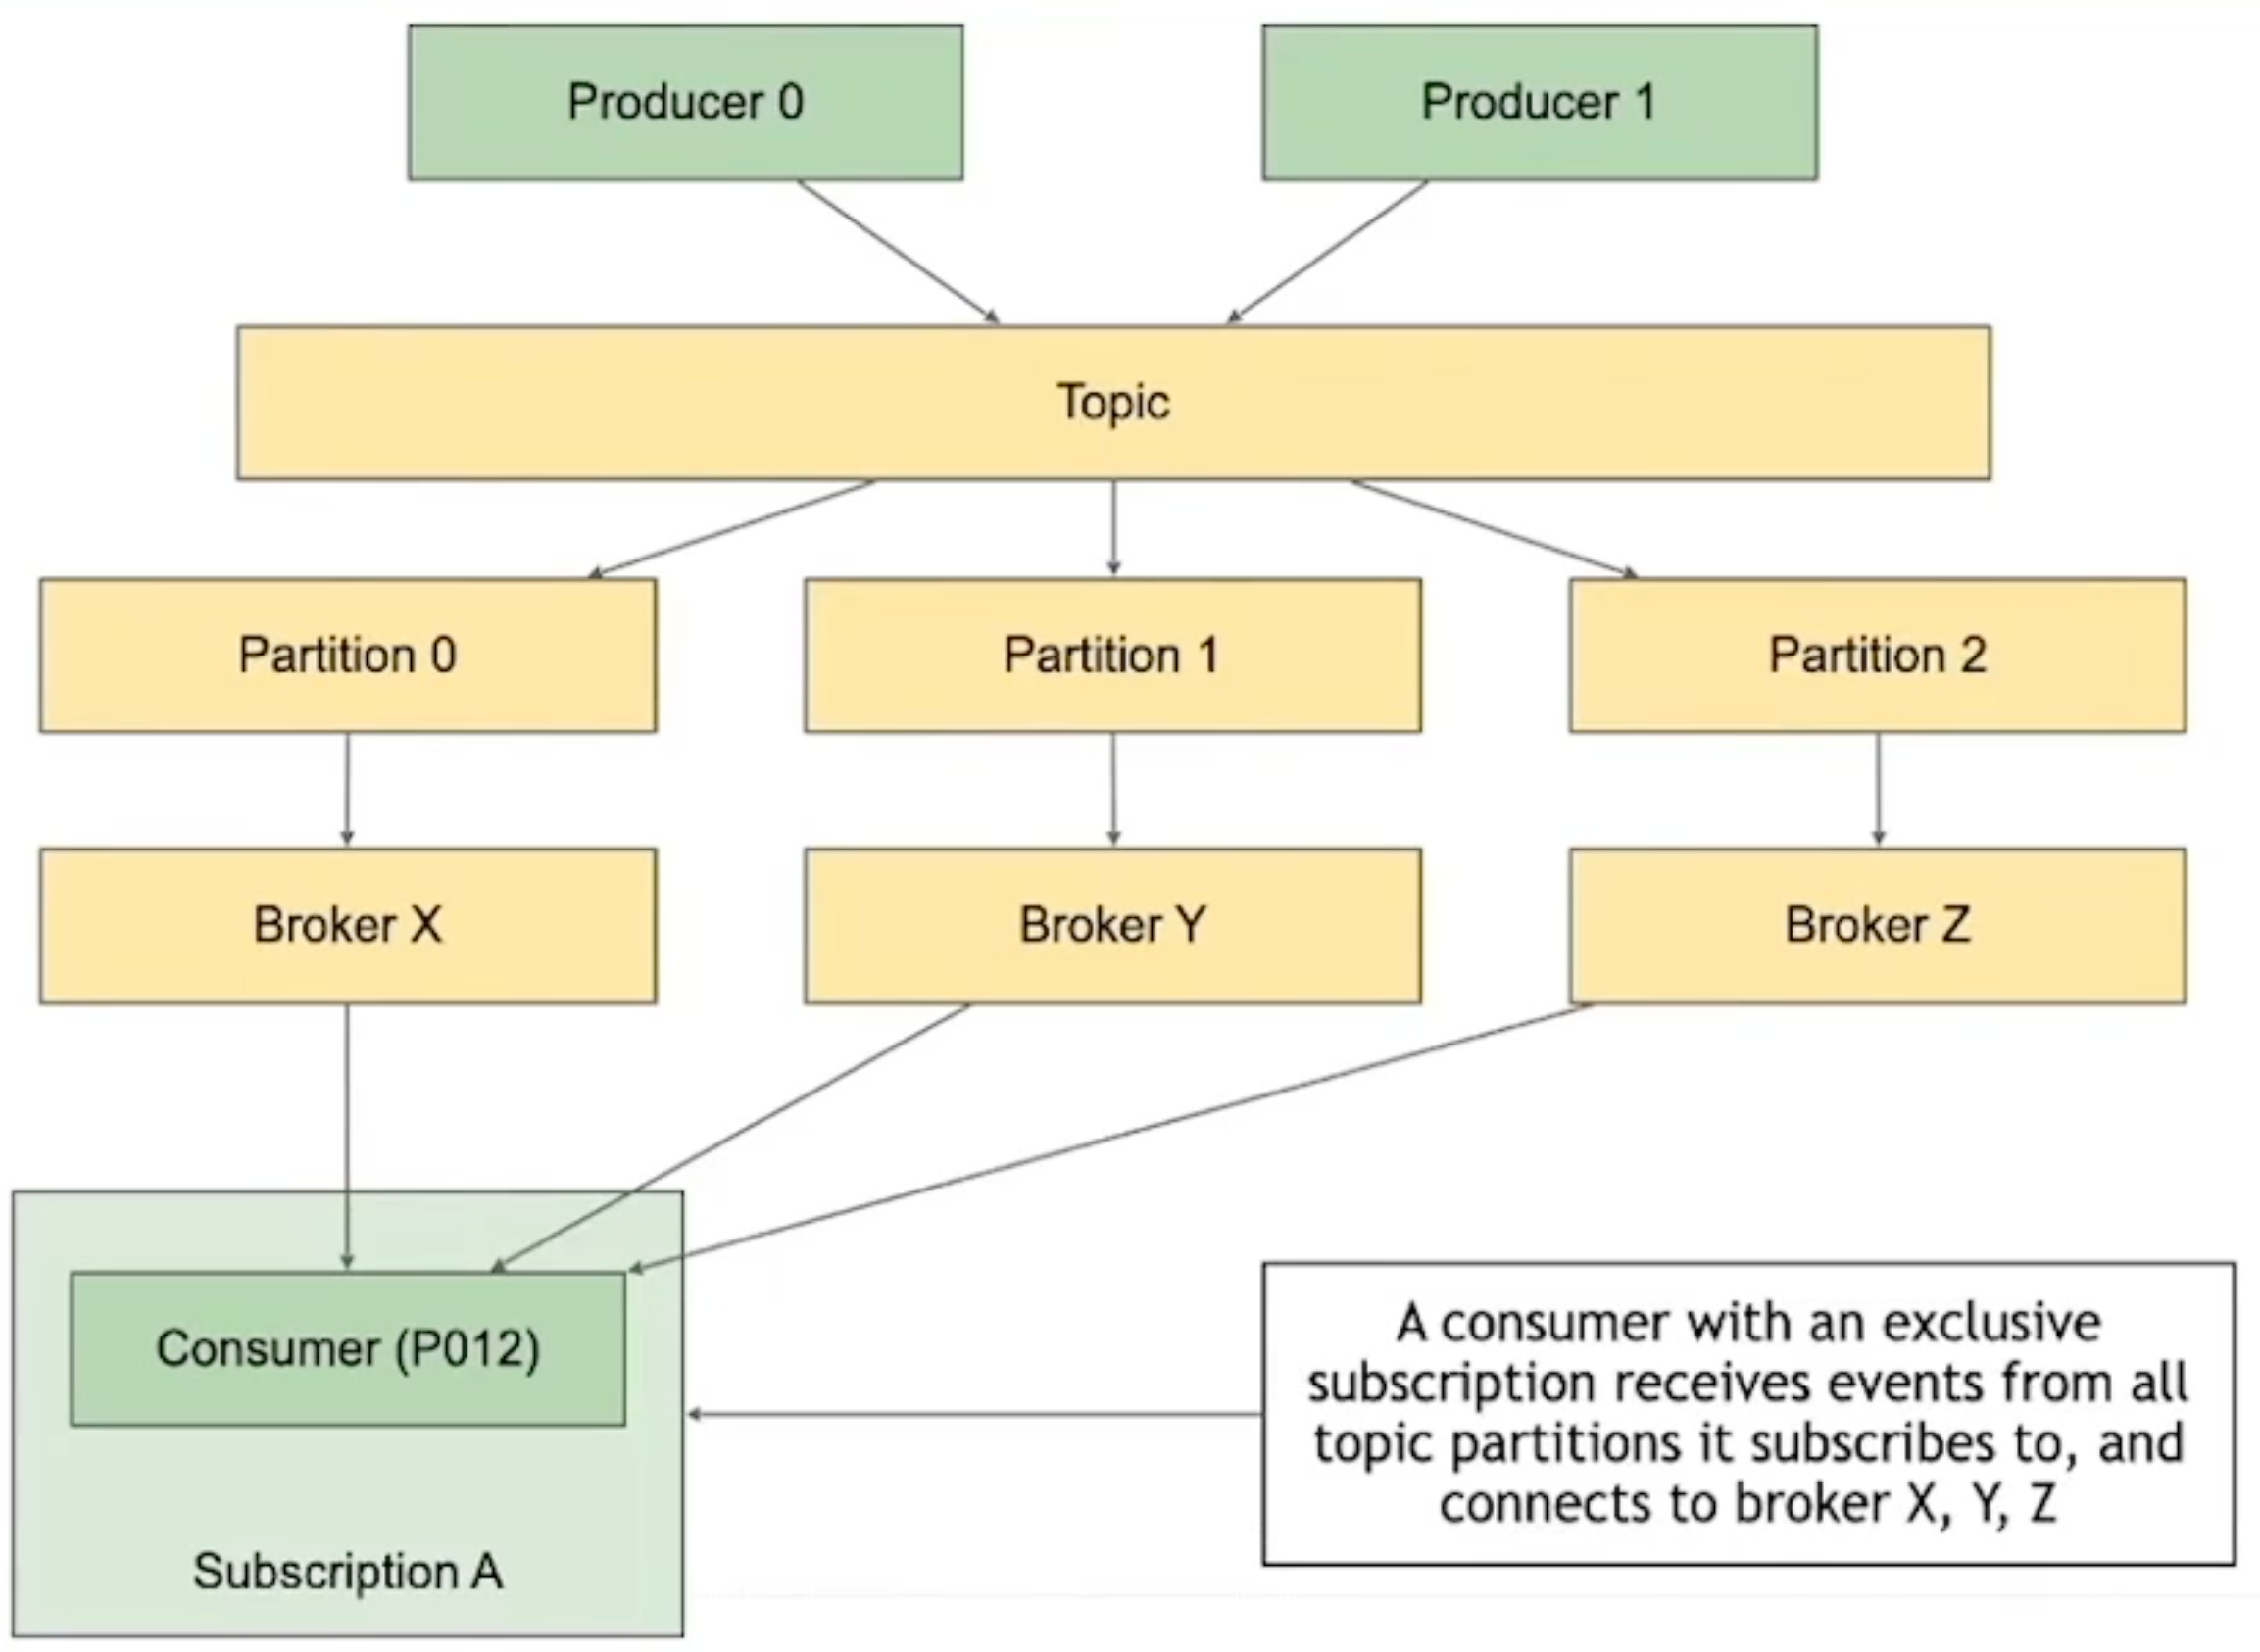 Producer 0
Producer 1
Topic
Partition 0
Partition 1
Partition 2
Broker X
Broker Y
Broker Z
Consumer (P012)
Subscription A
A consumer with an exclusive
subscription receives events from all
topic partitions it subscribes to, and
connects to broker X, Y, Z